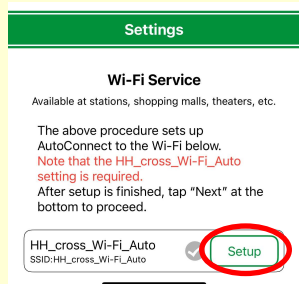 Settings
Wi-Fi Service
Available at stations, shopping malls, theaters, etc.
The above procedure sets up
AutoConnect to the Wi-Fi below.
Note that the HH_cross_Wi-Fi_Auto
setting is required.
After setup is finished, tap “Next” at the
bottom to proceed.
HH_cross_Wi-Fi_Auto
SSID:HH_cross_Wi-Fi_Auto
Setup